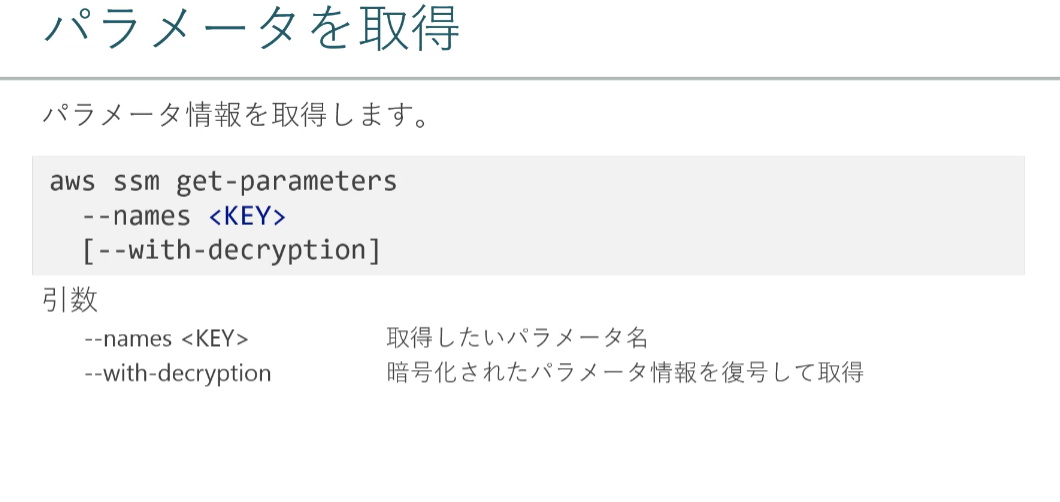 パラメータを取得
パラメータ情報を取得します。
aws ssm get-parameters
--names <KEY>
[--with-decryption]
引数
--names <KEY> 取得したいパラメータ名
--with-decryption 暗号化されたパラメータ情報を復号して取得